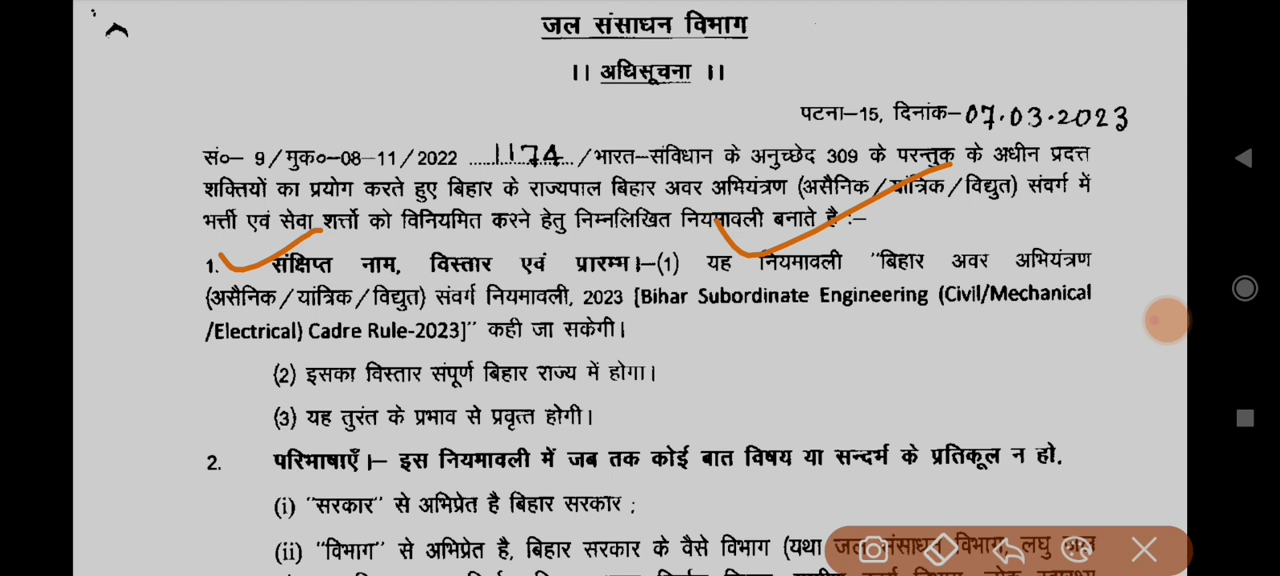 जल संसाधन विभाग
।। अधिसूचना ।।
पटना–15, दिनांक–07.03.2023
सं०– 9/मुक०–08–11/2022 ....1174..../भारत–संविधान के अनुच्छेद 309 के परन्तुक के अधीन प्रदत्त
शक्तियों का प्रयोग करते हुए बिहार के राज्यपाल बिहार अवर अभियंत्रण (असैनिक/यांत्रिक/विद्युत) संवर्ग में
भर्त्ती एवं सेवा शर्त्तो को विनियमित करने हेतु निम्नलिखित नियमावली बनाते है :–
1. संक्षिप्त नाम, विस्तार एवं प्रारम्भ।–(1) यह नियमावली "बिहार अवर अभियंत्रण
(असैनिक/यांत्रिक/विद्युत) संवर्ग नियमावली, 2023 [Bihar Subordinate Engineering (Civil/Mechanical
/Electrical) Cadre Rule-2023]" कही जा सकेगी।
(2) इसका विस्तार संपूर्ण बिहार राज्य में होगा।
(3) यह तुरंत के प्रभाव से प्रवृत्त होगी।
2. परिभाषाएँ।– इस नियमावली में जब तक कोई बात विषय या सन्दर्भ के प्रतिकूल न हो,
(i) "सरकार" से अभिप्रेत है बिहार सरकार ;
(ii) "विभाग" से अभिप्रेत है, बिहार सरकार के वैसे विभाग (यथा जल संसाधन विभाग, लघु जल